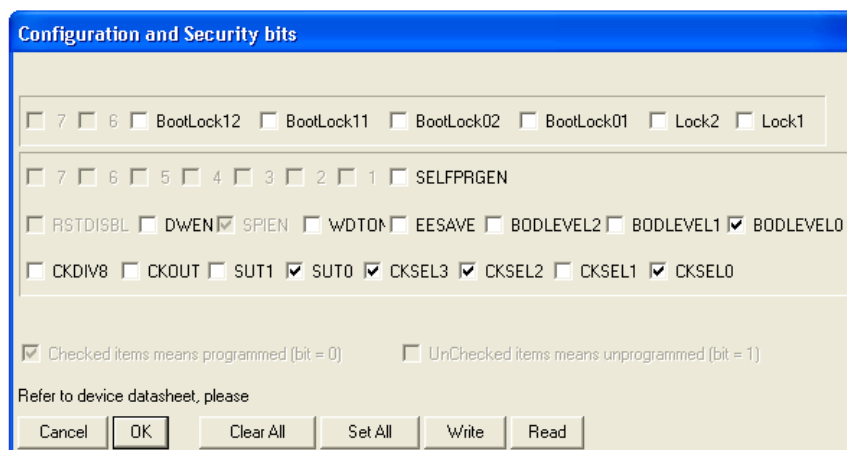 Configuration and Security bits
7 6 BootLock12 BootLock11 BootLock02 BootLock01 Lock2 Lock1
7 6 5 4 3 2 1 SELFPRGEN
RSTDISBL DWEN SPIEN WDTON EESAVE BODLEVEL2 BODLEVEL1 BODLEVEL0
CKDIV8 CKOUT SUT1 SUT0 CKSEL3 CKSEL2 CKSEL1 CKSEL0
Checked items means programmed (bit = 0) UnChecked items means unprogrammed (bit = 1)
Refer to device datasheet, please
Cancel OK Clear All Set All Write Read